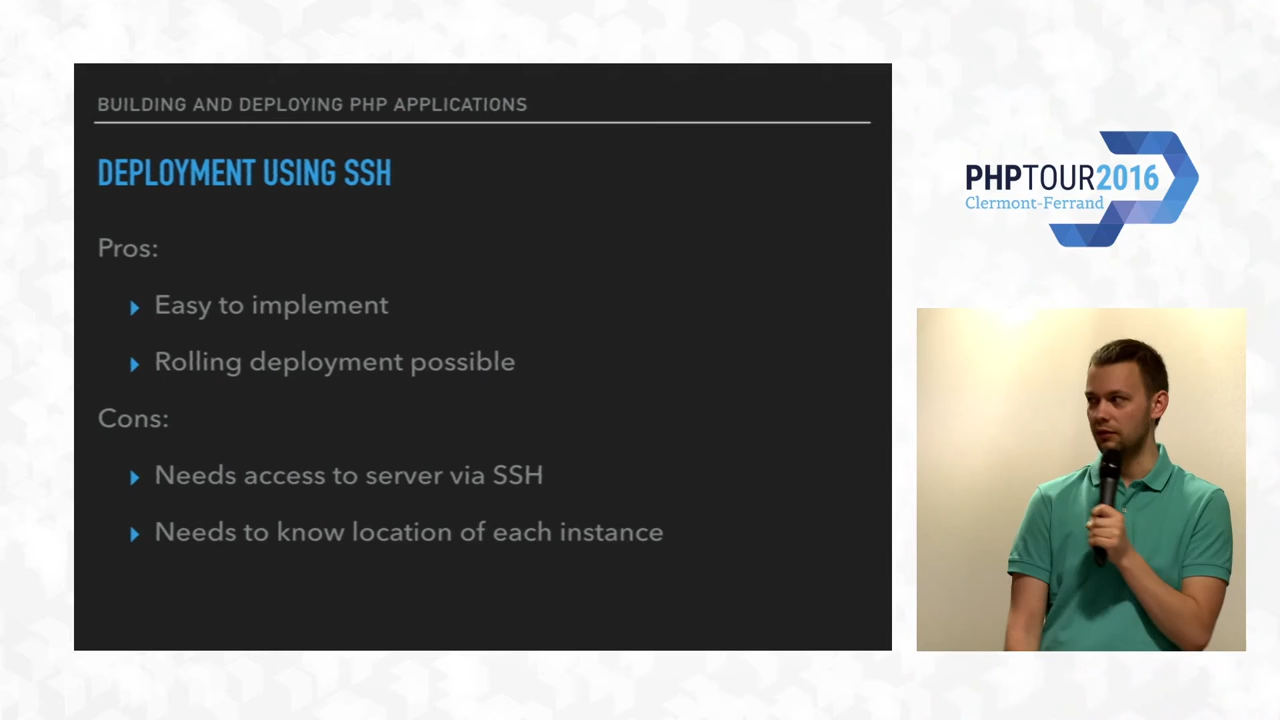 BUILDING AND DEPLOYING PHP APPLICATIONS
DEPLOYMENT USING SSH
Pros:
Easy to implement
Rolling deployment possible
Cons:
Needs access to server via SSH
Needs to know location of each instance
PHPTOUR2016
Clermont-Ferrand